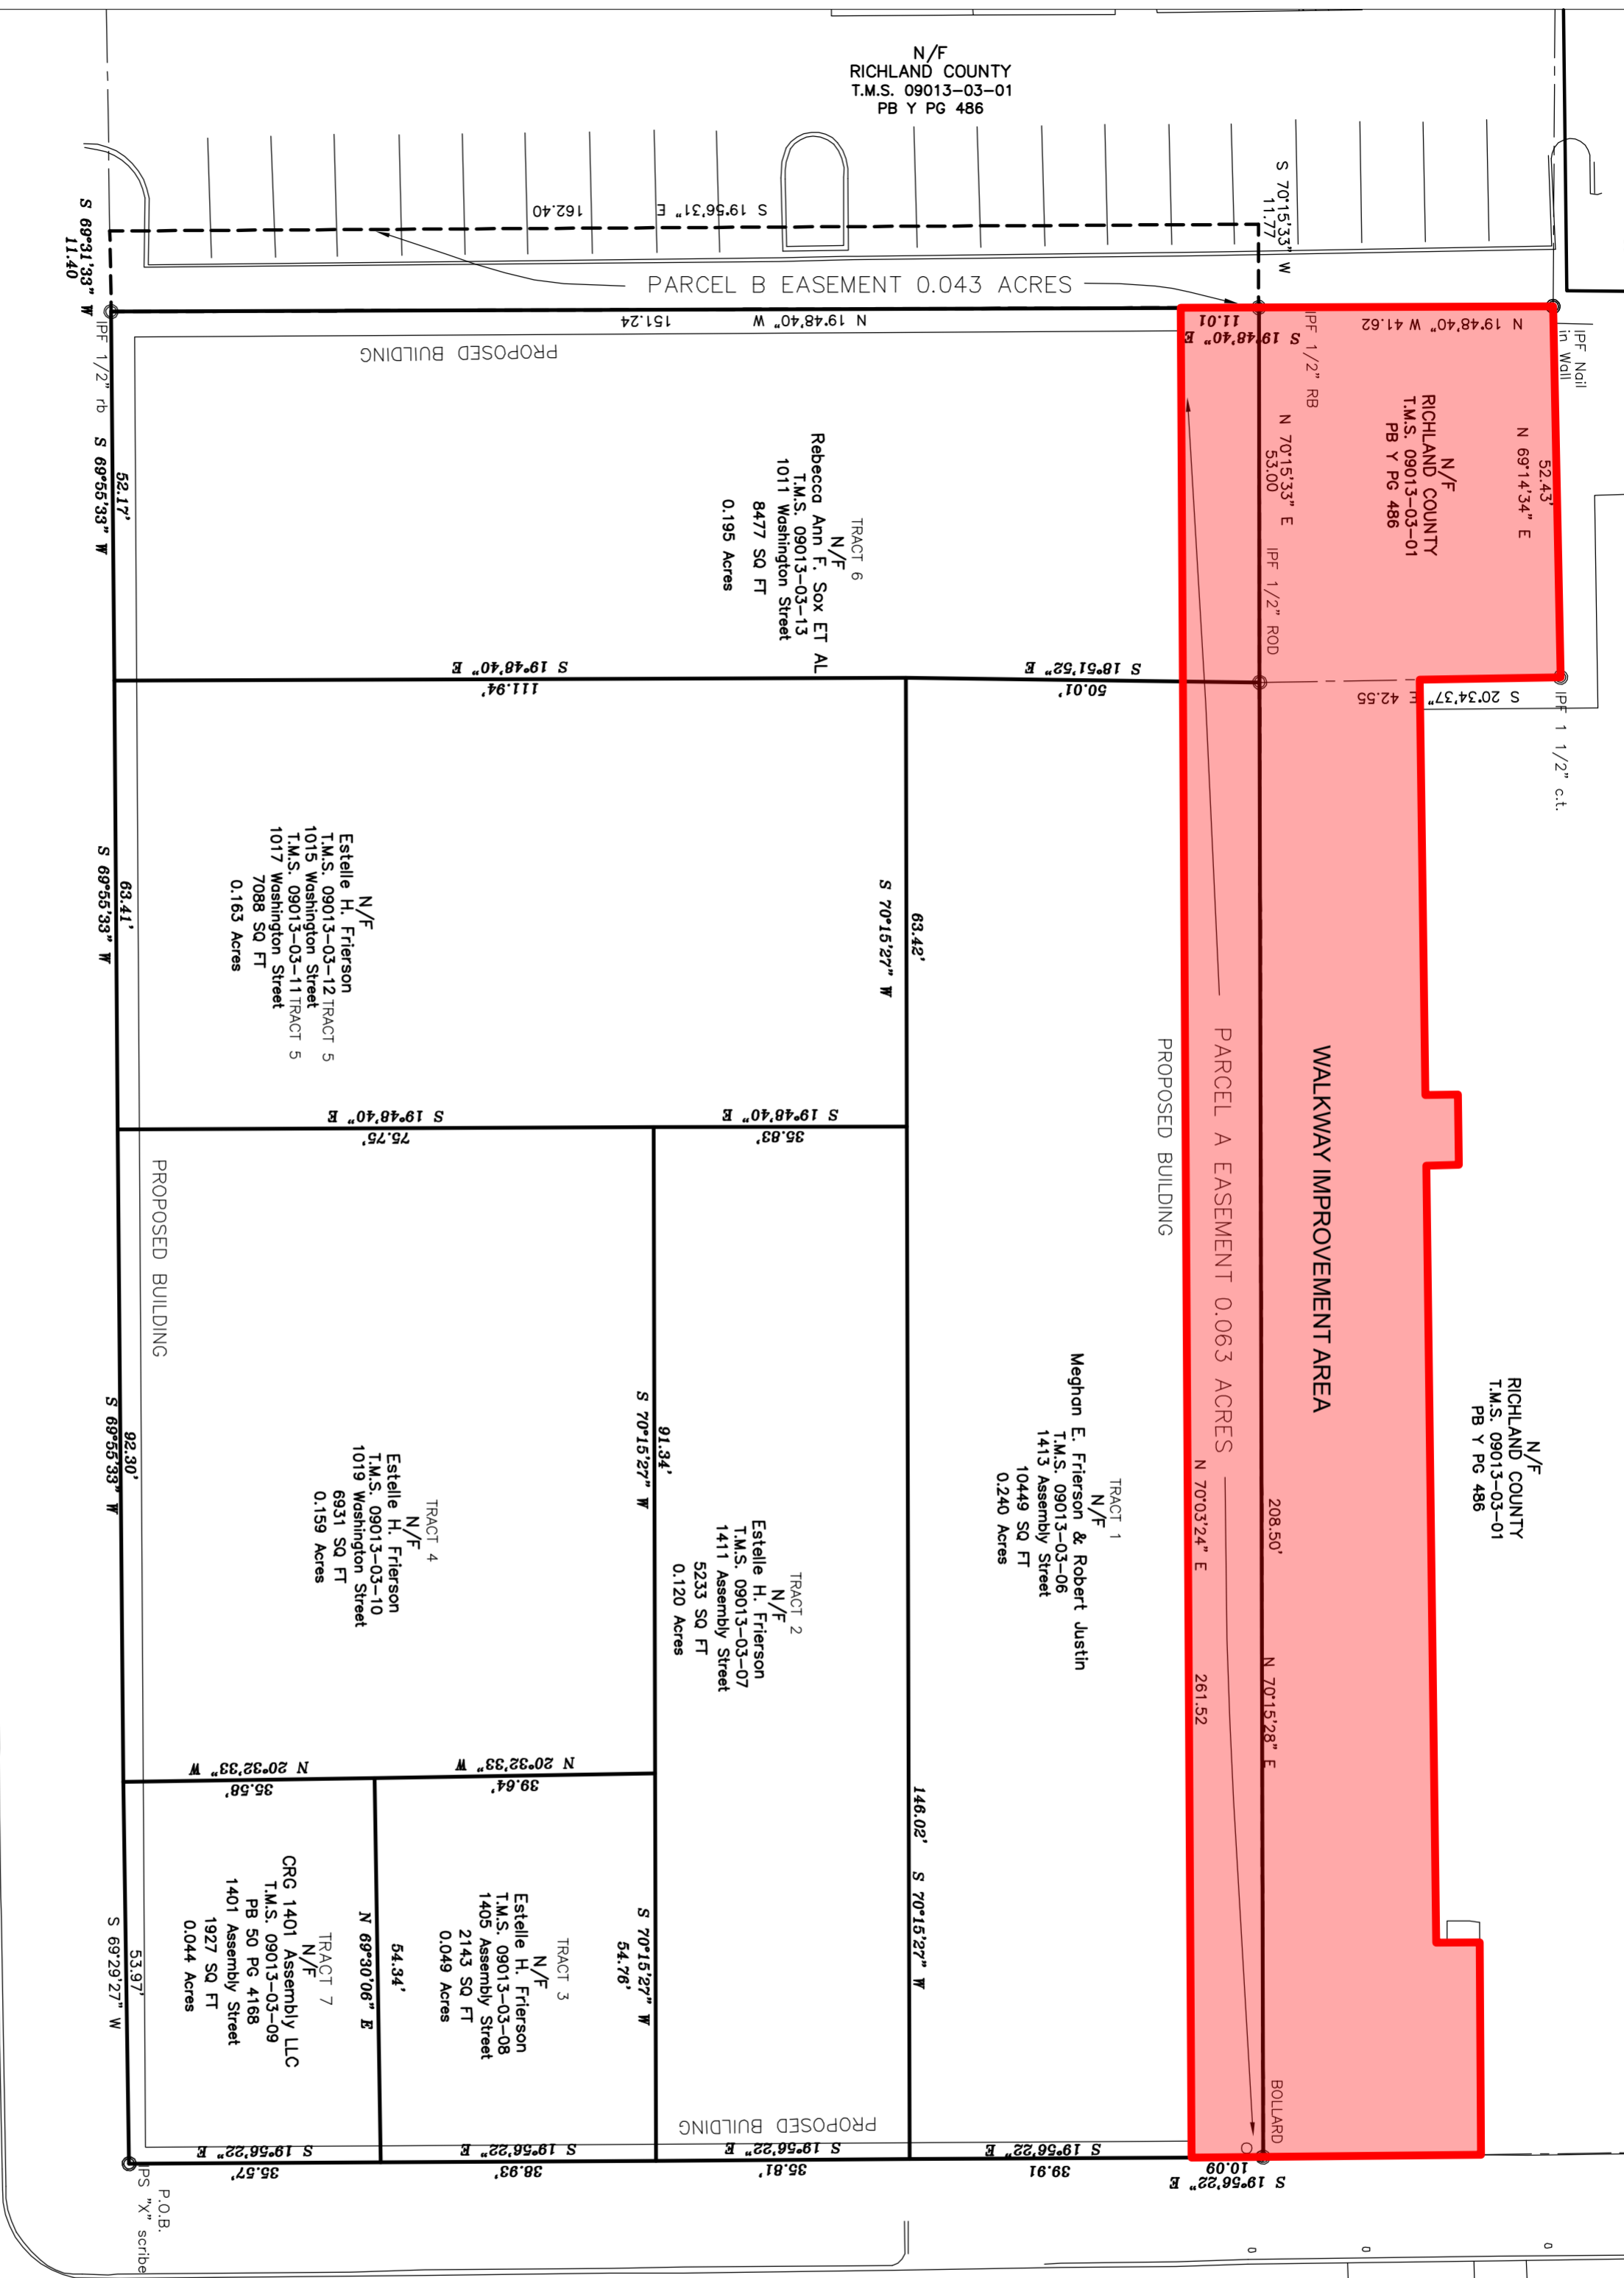 N/F
RICHLAND COUNTY
T.M.S. 09013-03-01
PB Y PG 486
S 70°15'33" W
11.77
S 19°56'31" E
162.40
S 69°31'33" W
11.40
PARCEL B EASEMENT 0.043 ACRES
N 19°48'40" W
151.24
S 19°48'40" E
11.01
N 19°48'40" W 41.62
IPF Nail
in Wall
IPF 1/2" RB
IPF 1/2" rb
PROPOSED BUILDING
N/F
RICHLAND COUNTY
T.M.S. 09013-03-01
PB Y PG 486
52.43'
N 69°14'34" E
N 70°15'33" E
53.00
IPF 1/2" ROD
TRACT 6
N/F
Rebecca Ann F. Sox ET AL
T.M.S. 09013-03-13
1011 Washington Street
8477 SQ FT
0.195 Acres
52.17'
S 69°55'33" W
S 19°48'40" E
111.94'
S 18°51'52" E
50.01'
S 20°34'37" E 42.55
IPF 1 1/2" c.t.
N/F
Estelle H. Frierson
T.M.S. 09013-03-12 TRACT 5
1015 Washington Street
T.M.S. 09013-03-11 TRACT 5
1017 Washington Street
7088 SQ FT
0.163 Acres
63.41'
S 69°55'33" W
63.42'
S 70°15'27" W
S 19°48'40" E
75.75'
S 19°48'40" E
35.83'
PROPOSED BUILDING
PARCEL A EASEMENT 0.063 ACRES
WALKWAY IMPROVEMENT AREA
PROPOSED BUILDING
TRACT 1
N/F
Meghan E. Frierson & Robert Justin
T.M.S. 09013-03-06
1413 Assembly Street
10449 SQ FT
0.240 Acres
N/F
RICHLAND COUNTY
T.M.S. 09013-03-01
PB Y PG 486
208.50'
N 70°15'28" E
N 70°03'24" E
261.52
91.34'
S 70°15'27" W
TRACT 2
N/F
Estelle H. Frierson
T.M.S. 09013-03-07
1411 Assembly Street
5233 SQ FT
0.120 Acres
TRACT 4
N/F
Estelle H. Frierson
T.M.S. 09013-03-10
1019 Washington Street
6931 SQ FT
0.159 Acres
92.30'
S 69°55'33" W
N 20°32'33" W
35.58'
N 20°32'33" W
39.64'
146.02'
S 70°15'27" W
S 70°15'27" W
54.76'
TRACT 3
N/F
Estelle H. Frierson
T.M.S. 09013-03-08
1405 Assembly Street
2143 SQ FT
0.049 Acres
54.34'
N 69°30'06" E
TRACT 7
N/F
CRG 1401 Assembly LLC
T.M.S. 09013-03-09
PB 50 PG 4168
1401 Assembly Street
1927 SQ FT
0.044 Acres
53.97'
S 69°29'27" W
PROPOSED BUILDING
BOLLARD
S 19°56'22" E
35.57'
S 19°56'22" E
38.93'
S 19°56'22" E
35.81'
S 19°56'22" E
39.91
10.09
S 19°56'22" E
P.O.B.
IPS "X" scribe